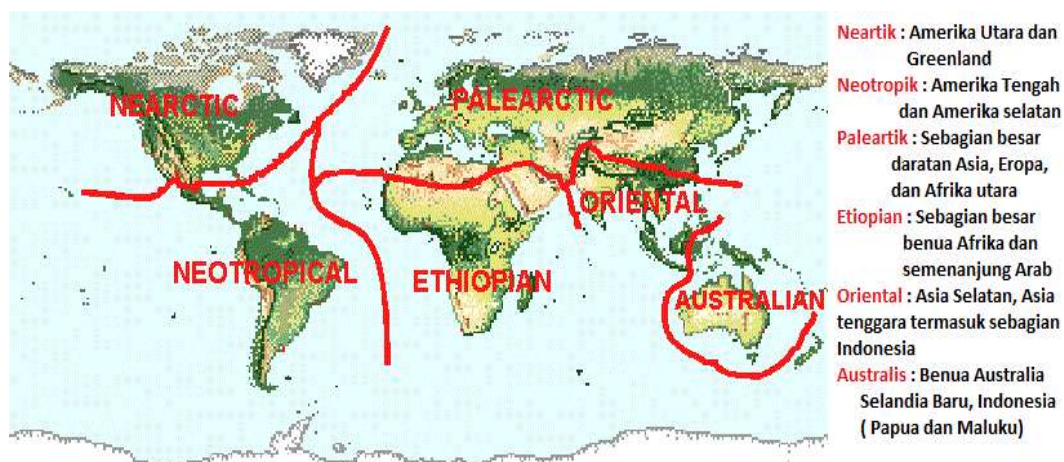 NEARCTIC
PALEARCTIC
ORIENTAL
NEOTROPICAL
ETHIOPIAN
AUSTRALIAN
Neartik : Amerika Utara dan
Greenland
Neotropik : Amerika Tengah
dan Amerika selatan
Paleartik : Sebagian besar
daratan Asia, Eropa,
dan Afrika utara
Etiopian : Sebagian besar
benua Afrika dan
semenanjung Arab
Oriental : Asia Selatan, Asia
tenggara termasuk sebagian
Indonesia
Australis : Benua Australia
Selandia Baru, Indonesia
( Papua dan Maluku)